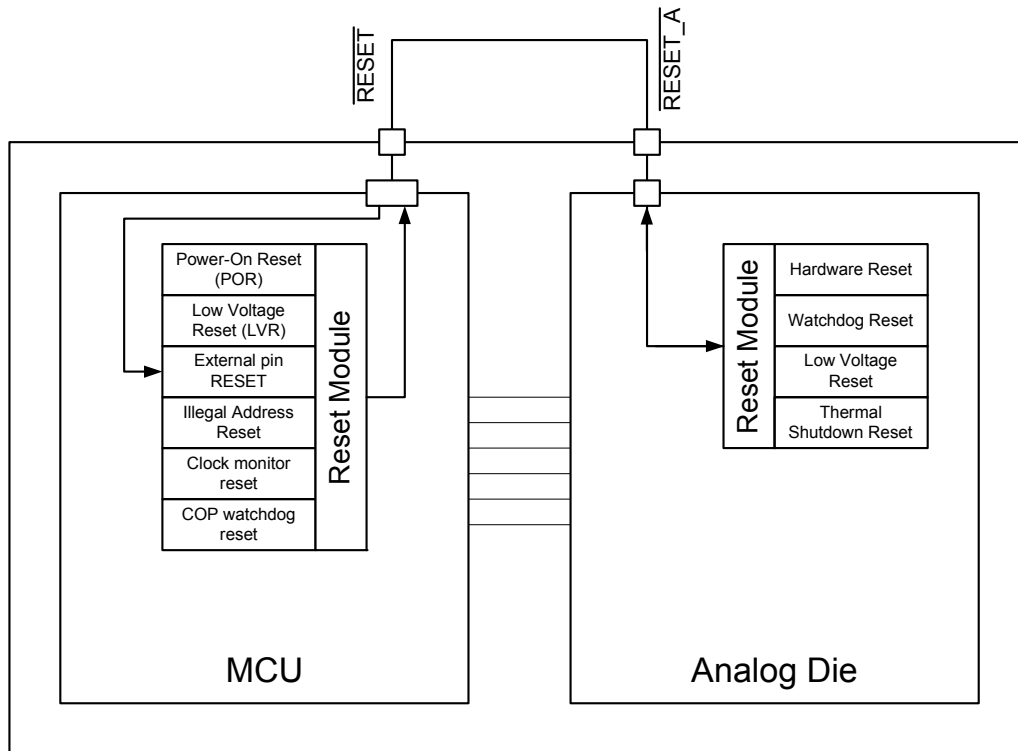 RESET
RESET_A
Power-On Reset
(POR)
Low Voltage
Reset (LVR)
External pin
RESET
Illegal Address
Reset
Clock monitor
reset
COP watchdog
reset
Reset Module
MCU
Reset Module
Hardware Reset
Watchdog Reset
Low Voltage
Reset
Thermal
Shutdown Reset
Analog Die